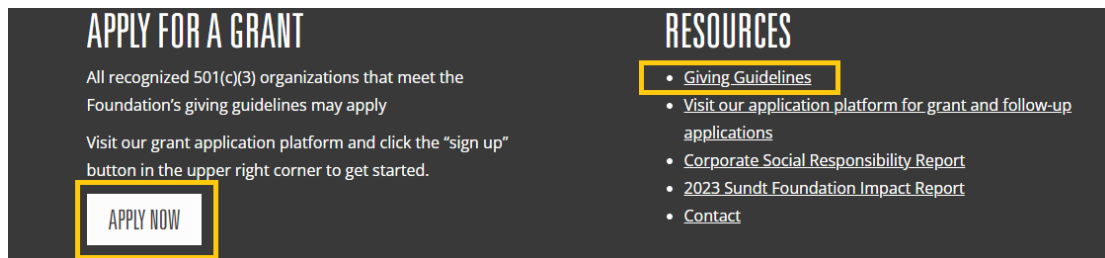 APPLY FOR A GRANT
All recognized 501(c)(3) organizations that meet the
Foundation's giving guidelines may apply
Visit our grant application platform and click the “sign up”
button in the upper right corner to get started.
APPLY NOW
RESOURCES
• Giving Guidelines
• Visit our application platform for grant and follow-up
applications
• Corporate Social Responsibility Report
• 2023 Sundt Foundation Impact Report
• Contact